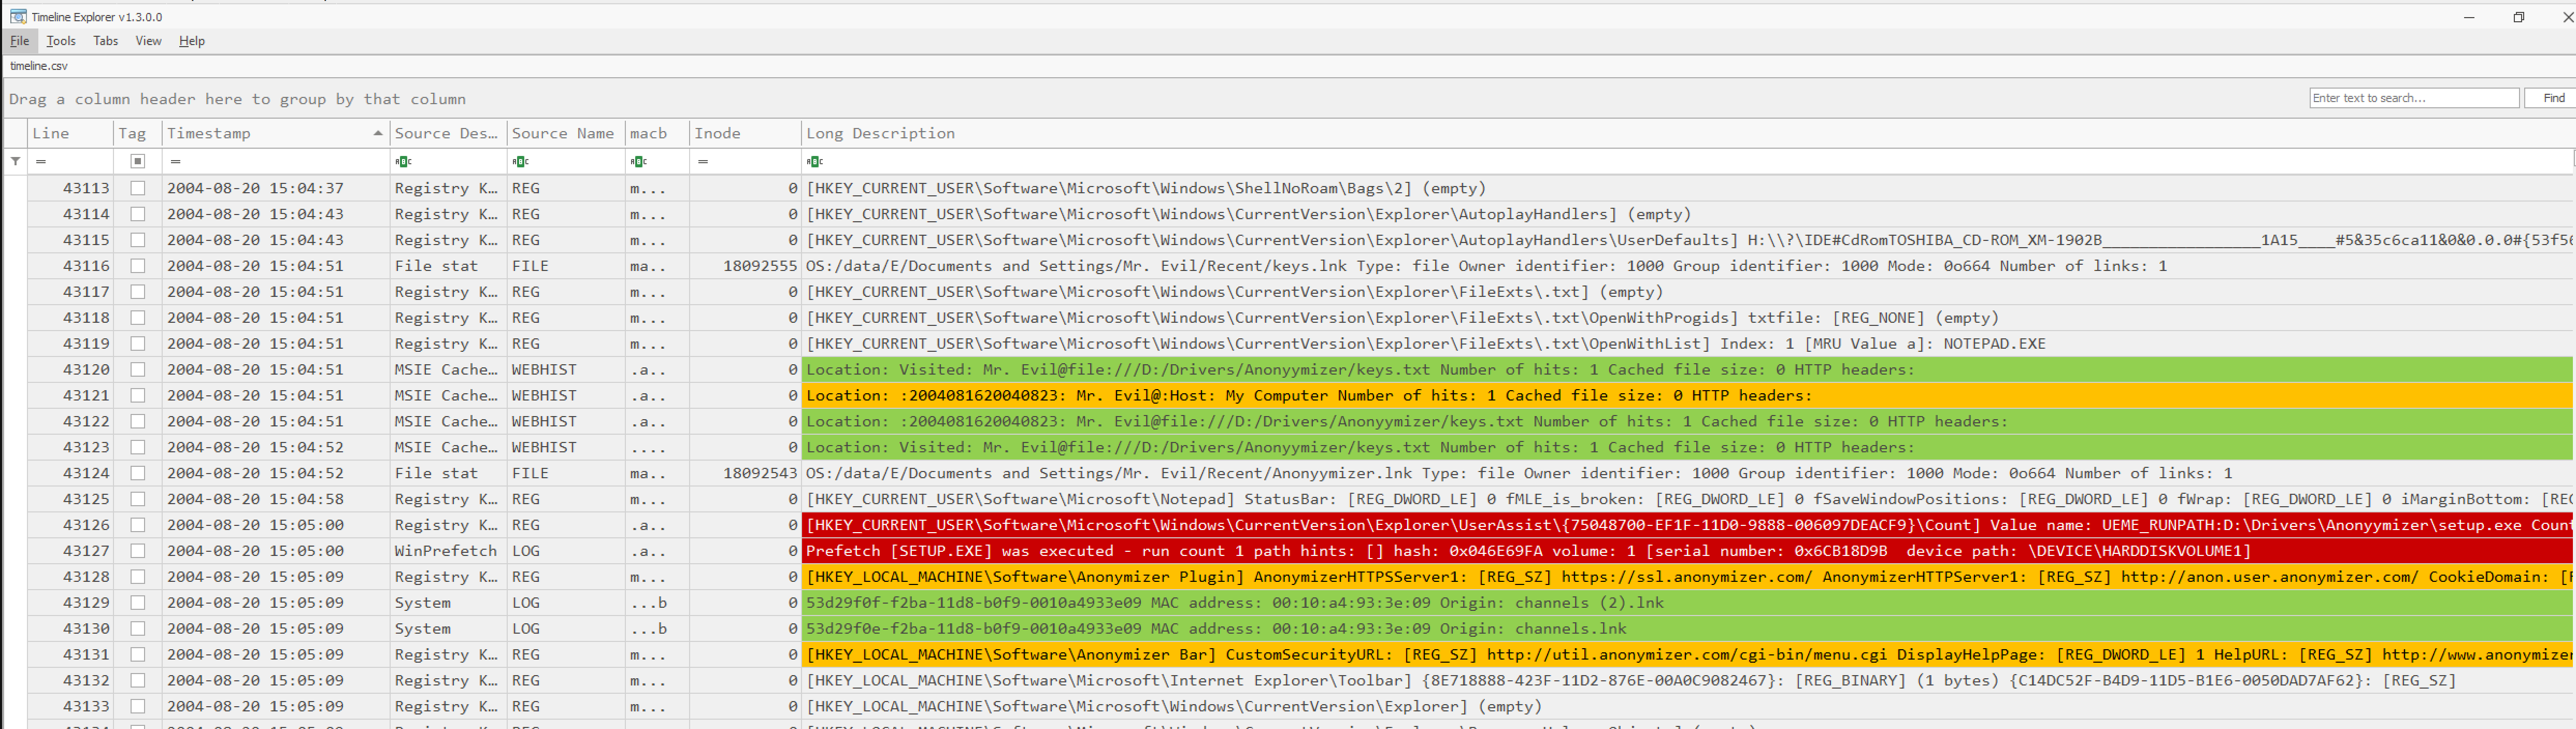 Timeline Explorer v1.3.0.0
File Tools Tabs View Help
timeline.csv
Drag a column header here to group by that column
Enter text to search... Find
Line Tag Timestamp Source Des... Source Name macb Inode Long Description
43113 2004-08-20 15:04:37 Registry K... REG m... 0 [HKEY_CURRENT_USER\Software\Microsoft\Windows\ShellNoRoam\Bags\2] (empty)
43114 2004-08-20 15:04:43 Registry K... REG m... 0 [HKEY_CURRENT_USER\Software\Microsoft\Windows\CurrentVersion\Explorer\AutoplayHandlers] (empty)
43115 2004-08-20 15:04:43 Registry K... REG m... 0 [HKEY_CURRENT_USER\Software\Microsoft\Windows\CurrentVersion\Explorer\AutoplayHandlers\UserDefaults] H:\\?\IDE#CdRomTOSHIBA_CD-ROM_XM-1902B________________1A15____#5&35c6ca11&0&0.0.0#{53f5
43116 2004-08-20 15:04:51 File stat FILE ma.. 18092555 OS:/data/E/Documents and Settings/Mr. Evil/Recent/keys.lnk Type: file Owner identifier: 1000 Group identifier: 1000 Mode: 0o664 Number of links: 1
43117 2004-08-20 15:04:51 Registry K... REG m... 0 [HKEY_CURRENT_USER\Software\Microsoft\Windows\CurrentVersion\Explorer\FileExts\.txt] (empty)
43118 2004-08-20 15:04:51 Registry K... REG m... 0 [HKEY_CURRENT_USER\Software\Microsoft\Windows\CurrentVersion\Explorer\FileExts\.txt\OpenWithProgids] txtfile: [REG_NONE] (empty)
43119 2004-08-20 15:04:51 Registry K... REG m... 0 [HKEY_CURRENT_USER\Software\Microsoft\Windows\CurrentVersion\Explorer\FileExts\.txt\OpenWithList] Index: 1 [MRU Value a]: NOTEPAD.EXE
43120 2004-08-20 15:04:51 MSIE Cache... WEBHIST .a.. 0 Location: Visited: Mr. Evil@file:///D:/Drivers/Anonyymizer/keys.txt Number of hits: 1 Cached file size: 0 HTTP headers:
43121 2004-08-20 15:04:51 MSIE Cache... WEBHIST .a.. 0 Location: :2004081620040823: Mr. Evil@:Host: My Computer Number of hits: 1 Cached file size: 0 HTTP headers:
43122 2004-08-20 15:04:51 MSIE Cache... WEBHIST .a.. 0 Location: :2004081620040823: Mr. Evil@file:///D:/Drivers/Anonyymizer/keys.txt Number of hits: 1 Cached file size: 0 HTTP headers:
43123 2004-08-20 15:04:52 MSIE Cache... WEBHIST .... 0 Location: Visited: Mr. Evil@file:///D:/Drivers/Anonyymizer/keys.txt Number of hits: 1 Cached file size: 0 HTTP headers:
43124 2004-08-20 15:04:52 File stat FILE ma.. 18092543 OS:/data/E/Documents and Settings/Mr. Evil/Recent/Anonyymizer.lnk Type: file Owner identifier: 1000 Group identifier: 1000 Mode: 0o664 Number of links: 1
43125 2004-08-20 15:04:58 Registry K... REG m... 0 [HKEY_CURRENT_USER\Software\Microsoft\Notepad] StatusBar: [REG_DWORD_LE] 0 fMLE_is_broken: [REG_DWORD_LE] 0 fSaveWindowPositions: [REG_DWORD_LE] 0 fWrap: [REG_DWORD_LE] 0 iMarginBottom: [REG
43126 2004-08-20 15:05:00 Registry K... REG .a.. 0 [HKEY_CURRENT_USER\Software\Microsoft\Windows\CurrentVersion\Explorer\UserAssist\{75048700-EF1F-11D0-9888-006097DEACF9}\Count] Value name: UEME_RUNPATH:D:\Drivers\Anonyymizer\setup.exe Count
43127 2004-08-20 15:05:00 WinPrefetch LOG .a.. 0 Prefetch [SETUP.EXE] was executed - run count 1 path hints: [] hash: 0x046E69FA volume: 1 [serial number: 0x6CB18D9B device path: \DEVICE\HARDDISKVOLUME1]
43128 2004-08-20 15:05:09 Registry K... REG m... 0 [HKEY_LOCAL_MACHINE\Software\Anonymizer Plugin] AnonymizerHTTPSServer1: [REG_SZ] https://ssl.anonymizer.com/ AnonymizerHTTPServer1: [REG_SZ] http://anon.user.anonymizer.com/ CookieDomain: [
43129 2004-08-20 15:05:09 System LOG ...b 0 53d29f0f-f2ba-11d8-b0f9-0010a4933e09 MAC address: 00:10:a4:93:3e:09 Origin: channels (2).lnk
43130 2004-08-20 15:05:09 System LOG ...b 0 53d29f0e-f2ba-11d8-b0f9-0010a4933e09 MAC address: 00:10:a4:93:3e:09 Origin: channels.lnk
43131 2004-08-20 15:05:09 Registry K... REG m... 0 [HKEY_LOCAL_MACHINE\Software\Anonymizer Bar] CustomSecurityURL: [REG_SZ] http://util.anonymizer.com/cgi-bin/menu.cgi DisplayHelpPage: [REG_DWORD_LE] 1 HelpURL: [REG_SZ] http://www.anonymizer
43132 2004-08-20 15:05:09 Registry K... REG m... 0 [HKEY_LOCAL_MACHINE\Software\Microsoft\Internet Explorer\Toolbar] {8E718888-423F-11D2-876E-00A0C9082467}: [REG_BINARY] (1 bytes) {C14DC52F-B4D9-11D5-B1E6-0050DAD7AF62}: [REG_SZ]
43133 2004-08-20 15:05:09 Registry K... REG m... 0 [HKEY_LOCAL_MACHINE\Software\Microsoft\Windows\CurrentVersion\Explorer] (empty)